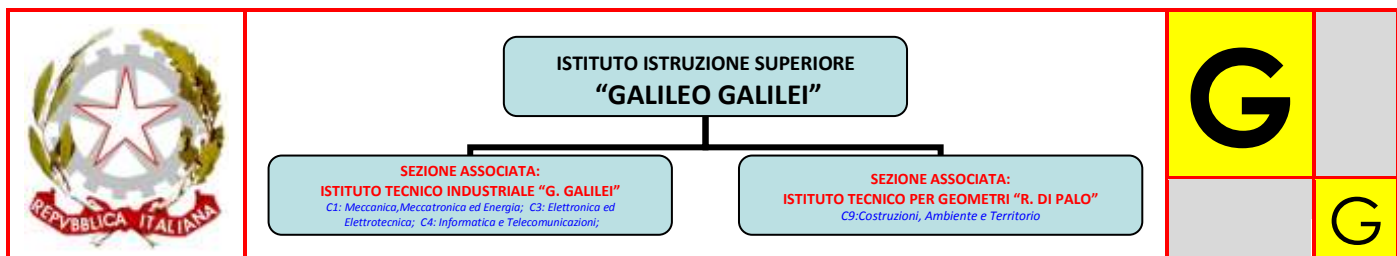 REPVBBLICA ITALIANA
ISTITUTO ISTRUZIONE SUPERIORE
“GALILEO GALILEI”
SEZIONE ASSOCIATA:
ISTITUTO TECNICO INDUSTRIALE “G. GALILEI”
C1: Meccanica,Meccatronica ed Energia; C3: Elettronica ed
Elettrotecnica; C4: Informatica e Telecomunicazioni;
SEZIONE ASSOCIATA:
ISTITUTO TECNICO PER GEOMETRI “R. DI PALO”
C9:Costruzioni, Ambiente e Territorio
G
G